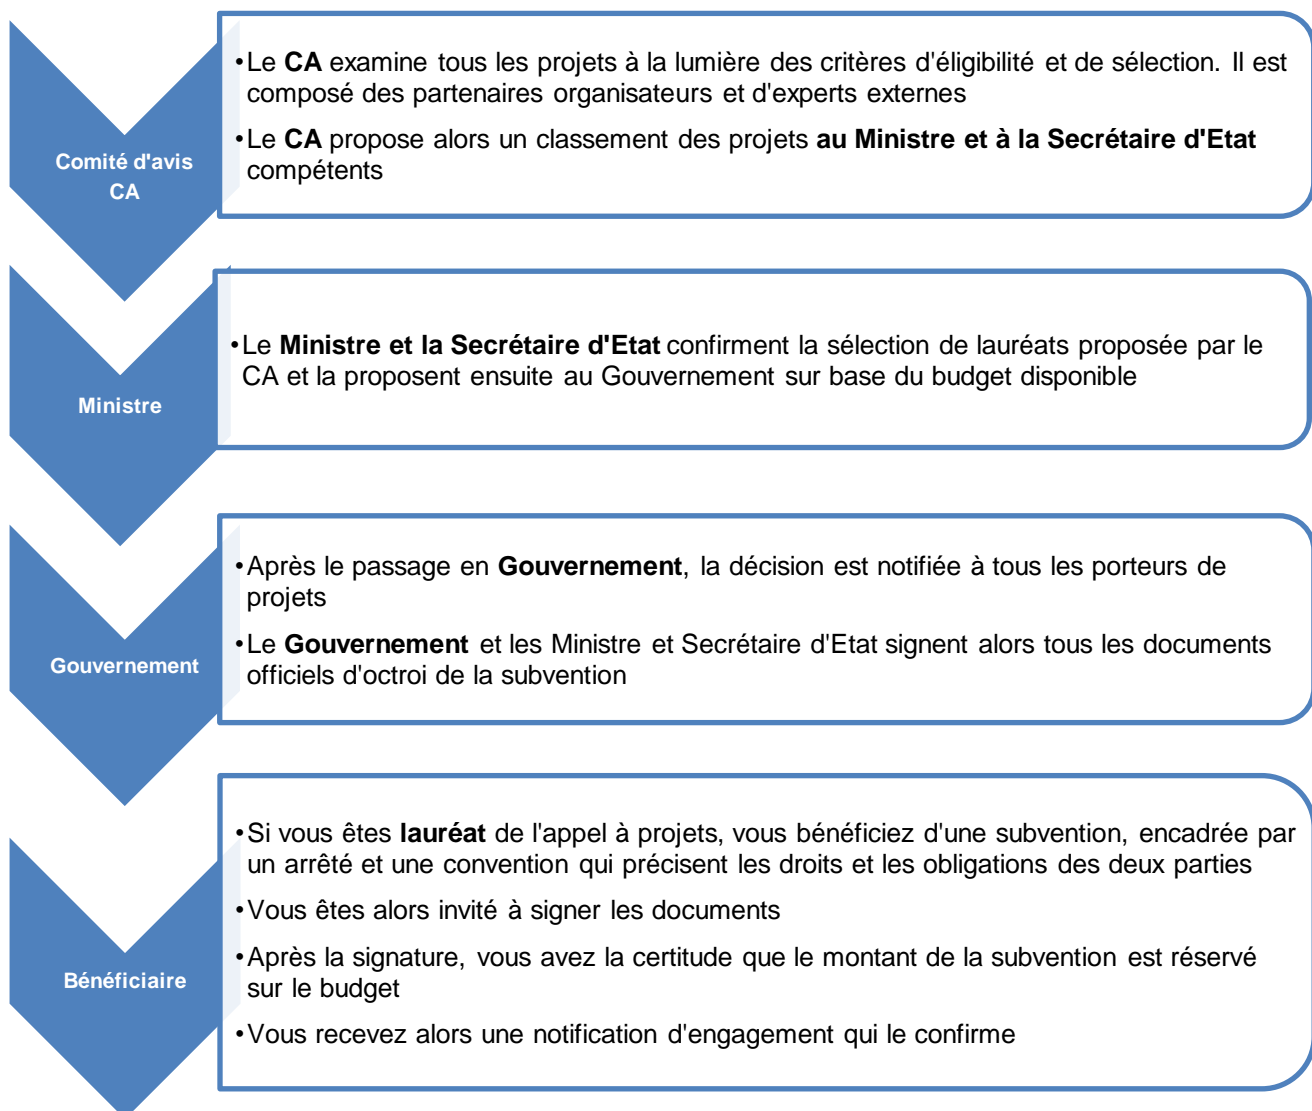 Comité d'avis
CA
•Le CA examine tous les projets à la lumière des critères d'éligibilité et de sélection. Il est
composé des partenaires organisateurs et d'experts externes
•Le CA propose alors un classement des projets au Ministre et à la Secrétaire d'Etat
compétents
Ministre
•Le Ministre et la Secrétaire d'Etat confirment la sélection de lauréats proposée par le
CA et la proposent ensuite au Gouvernement sur base du budget disponible
Gouvernement
•Après le passage en Gouvernement, la décision est notifiée à tous les porteurs de
projets
•Le Gouvernement et les Ministre et Secrétaire d'Etat signent alors tous les documents
officiels d'octroi de la subvention
Bénéficiaire
•Si vous êtes lauréat de l'appel à projets, vous bénéficiez d'une subvention, encadrée par
un arrêté et une convention qui précisent les droits et les obligations des deux parties
•Vous êtes alors invité à signer les documents
•Après la signature, vous avez la certitude que le montant de la subvention est réservé
sur le budget
•Vous recevez alors une notification d'engagement qui le confirme